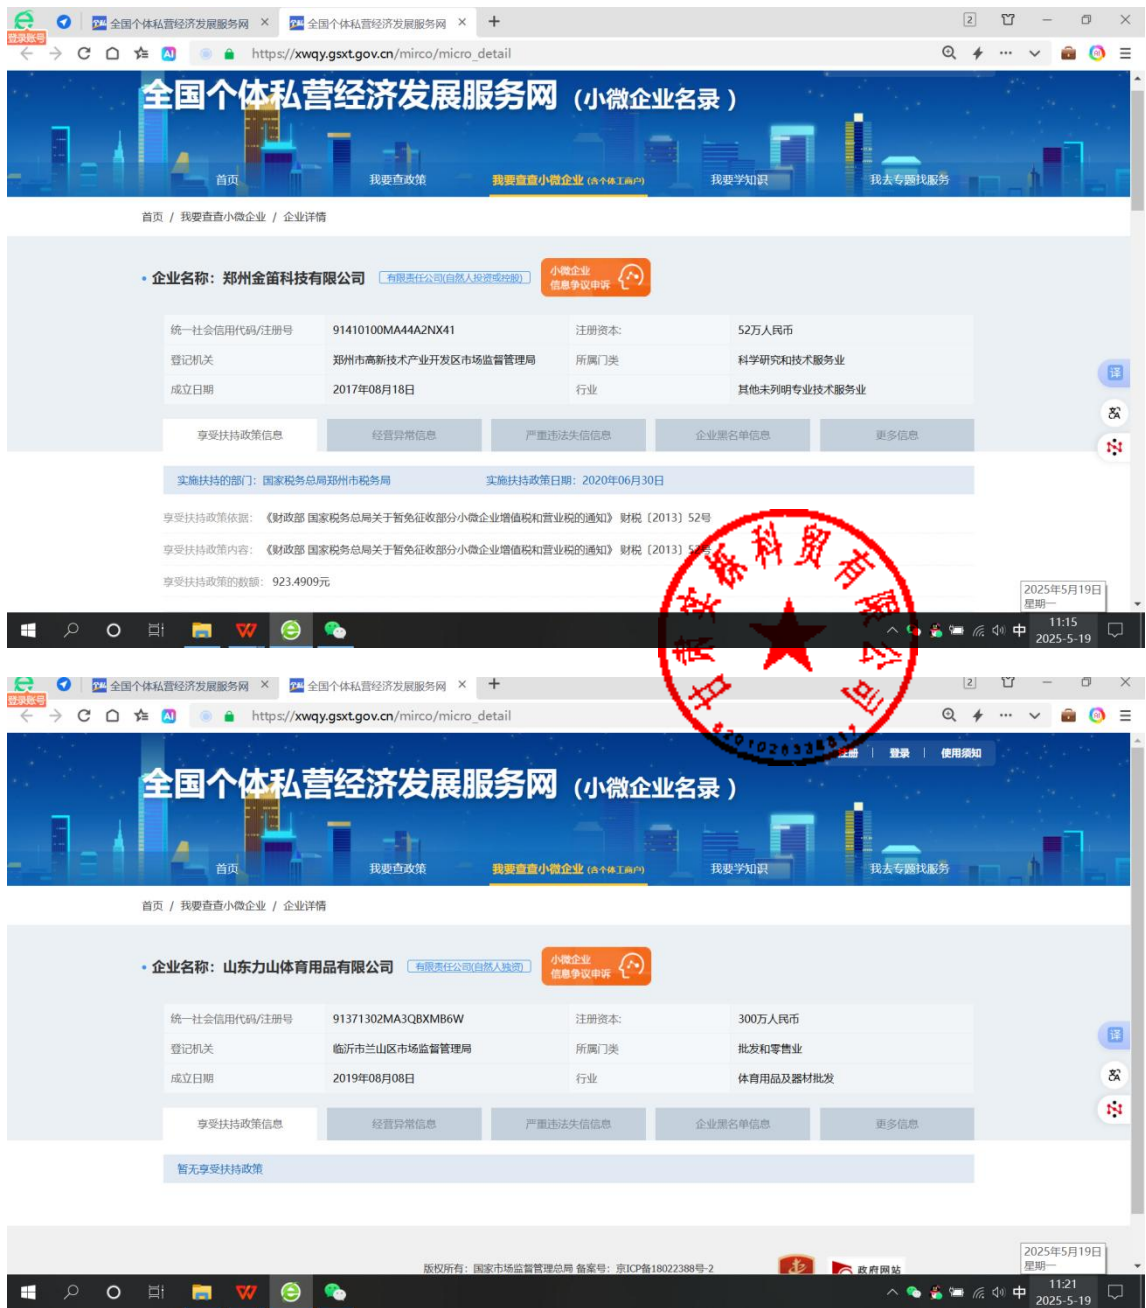 全国个体私营经济发展服务网 × 全国个体私营经济发展服务网 × +
登录账号
https://xwqy.gsxt.gov.cn/mirco/micro_detail
全国个体私营经济发展服务网（小微企业名录）
首页 我要查政策 我要查查小微企业(含个体工商户) 我要学知识 我去专题找服务
首页 / 我要查查小微企业 / 企业详情
企业名称：郑州金笛科技有限公司 有限责任公司(自然人投资或控股) 小微企业
信息争议申诉
统一社会信用代码/注册号 91410100MA44A2NX41 注册资本: 52万人民币
登记机关 郑州市高新技术产业开发区市场监督管理局 所属门类 科学研究和技术服务业
成立日期 2017年08月18日 行业 其他未列明专业技术服务业
译
享受扶持政策信息 经营异常信息 严重违法失信信息 企业黑名单信息 更多信息
实施扶持的部门：国家税务总局郑州市税务局 实施扶持政策日期：2020年06月30日
享受扶持政策依据：《财政部 国家税务总局关于暂免征收部分小微企业增值税和营业税的通知》 财税〔2013〕52号
享受扶持政策内容：《财政部 国家税务总局关于暂免征收部分小微企业增值税和营业税的通知》 财税〔2013〕52号
享受扶持政策的数额：923.4909元
2025年5月19日
星期一
中 11:15
2025-5-19
全国个体私营经济发展服务网 × 全国个体私营经济发展服务网 × +
登录账号
https://xwqy.gsxt.gov.cn/mirco/micro_detail
注册 | 登录 | 使用须知
全国个体私营经济发展服务网（小微企业名录）
首页 我要查政策 我要查查小微企业(含个体工商户) 我要学知识 我去专题找服务
首页 / 我要查查小微企业 / 企业详情
企业名称：山东力山体育用品有限公司 有限责任公司(自然人独资) 小微企业
信息争议申诉
统一社会信用代码/注册号 91371302MA3QBXMB6W 注册资本: 300万人民币
登记机关 临沂市兰山区市场监督管理局 所属门类 批发和零售业
成立日期 2019年08月08日 行业 体育用品及器材批发
译
享受扶持政策信息 经营异常信息 严重违法失信信息 企业黑名单信息 更多信息
暂无享受扶持政策
版权所有：国家市场监督管理总局 备案号：京ICP备18022388号-2 政府网站
2025年5月19日
星期一
中 11:21
2025-5-19